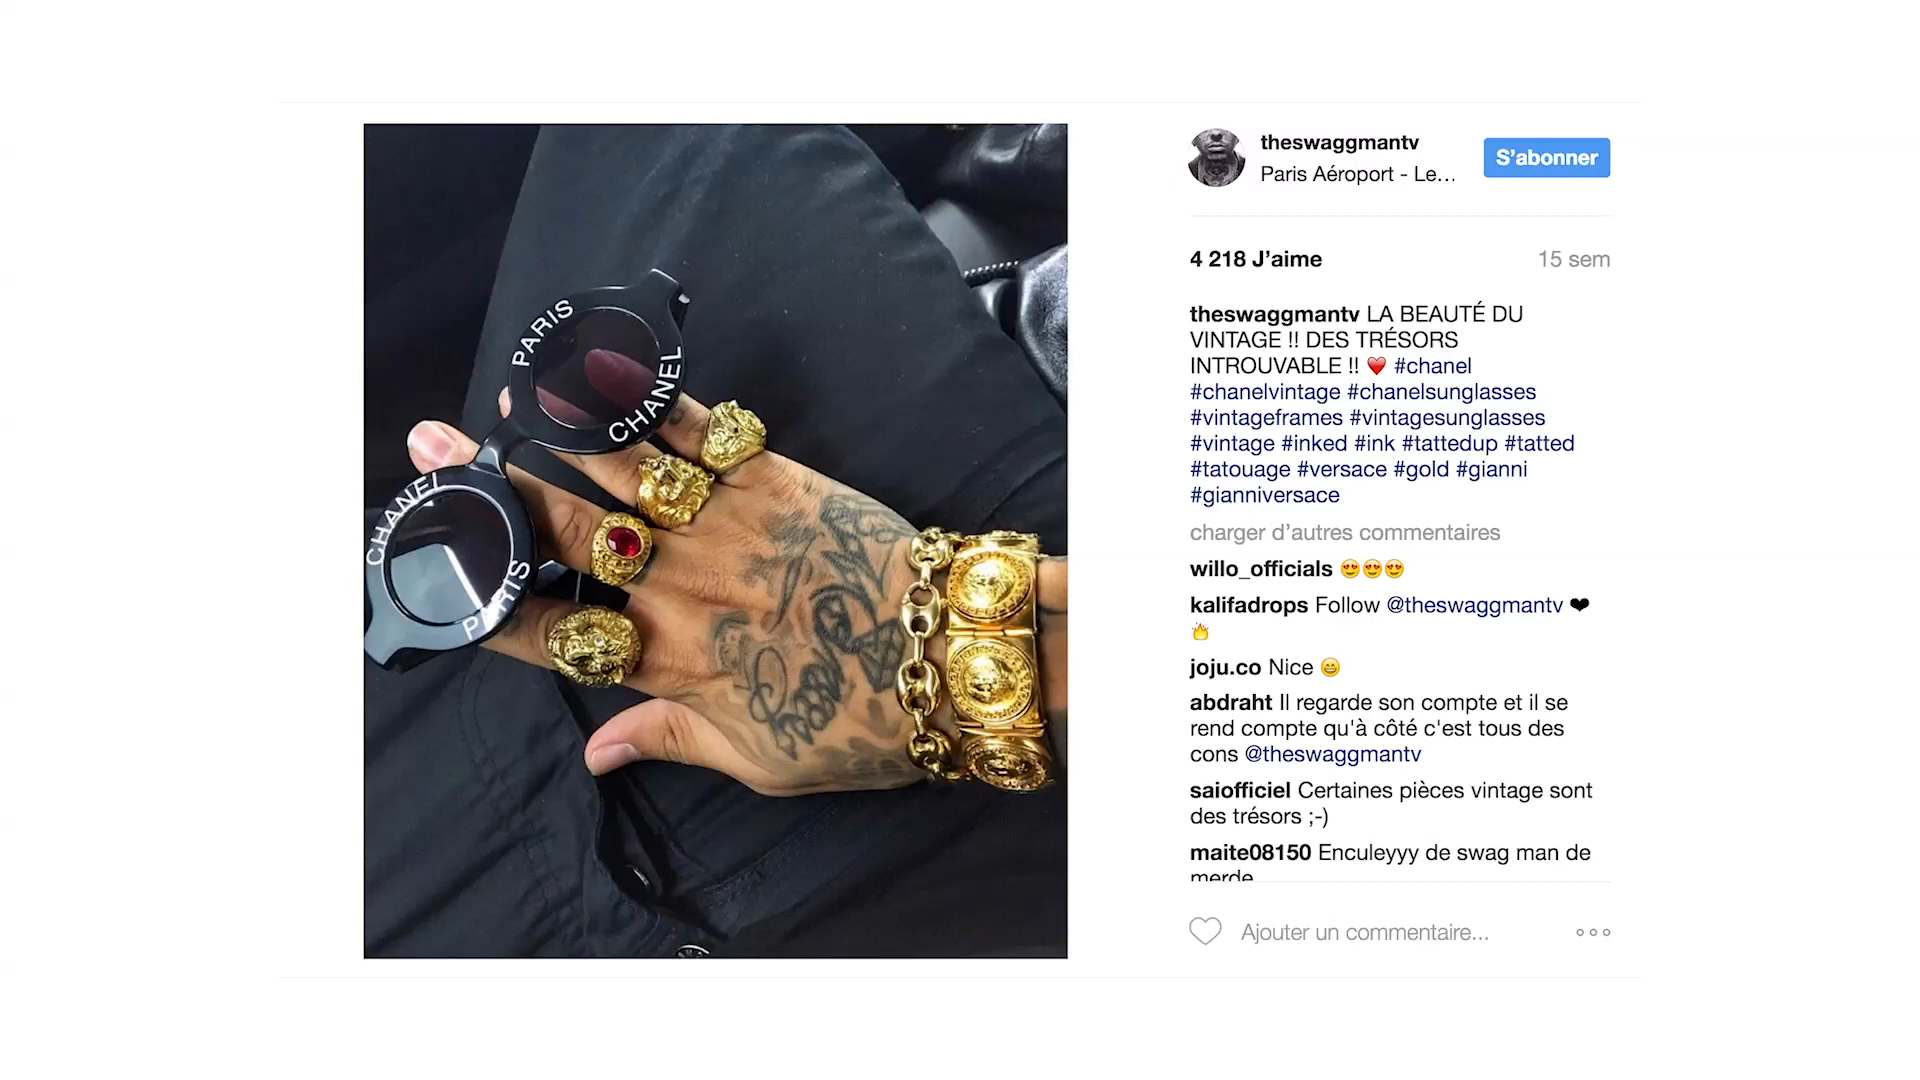 PARIS
CHANEL
CHANEL
PARIS
theswaggmantv
Paris Aéroport - Le...
S'abonner
4 218 J'aime
15 sem
theswaggmantv LA BEAUTÉ DU
VINTAGE !! DES TRÉSORS
INTROUVABLE !! ❤️ #chanel
#chanelvintage #chanelsunglasses
#vintageframes #vintagesunglasses
#vintage #inked #ink #tattedup #tatted
#tatouage #versace #gold #gianni
#gianniversace
charger d'autres commentaires
willo_officials 😍😍😍
kalifadrops Follow @theswaggmantv ❤
🔥
joju.co Nice 😁
abdraht Il regarde son compte et il se
rend compte qu'à côté c'est tous des
cons @theswaggmantv
saiofficiel Certaines pièces vintage sont
des trésors ;-)
maite08150 Enculeyyy de swag man de
merde
Ajouter un commentaire...